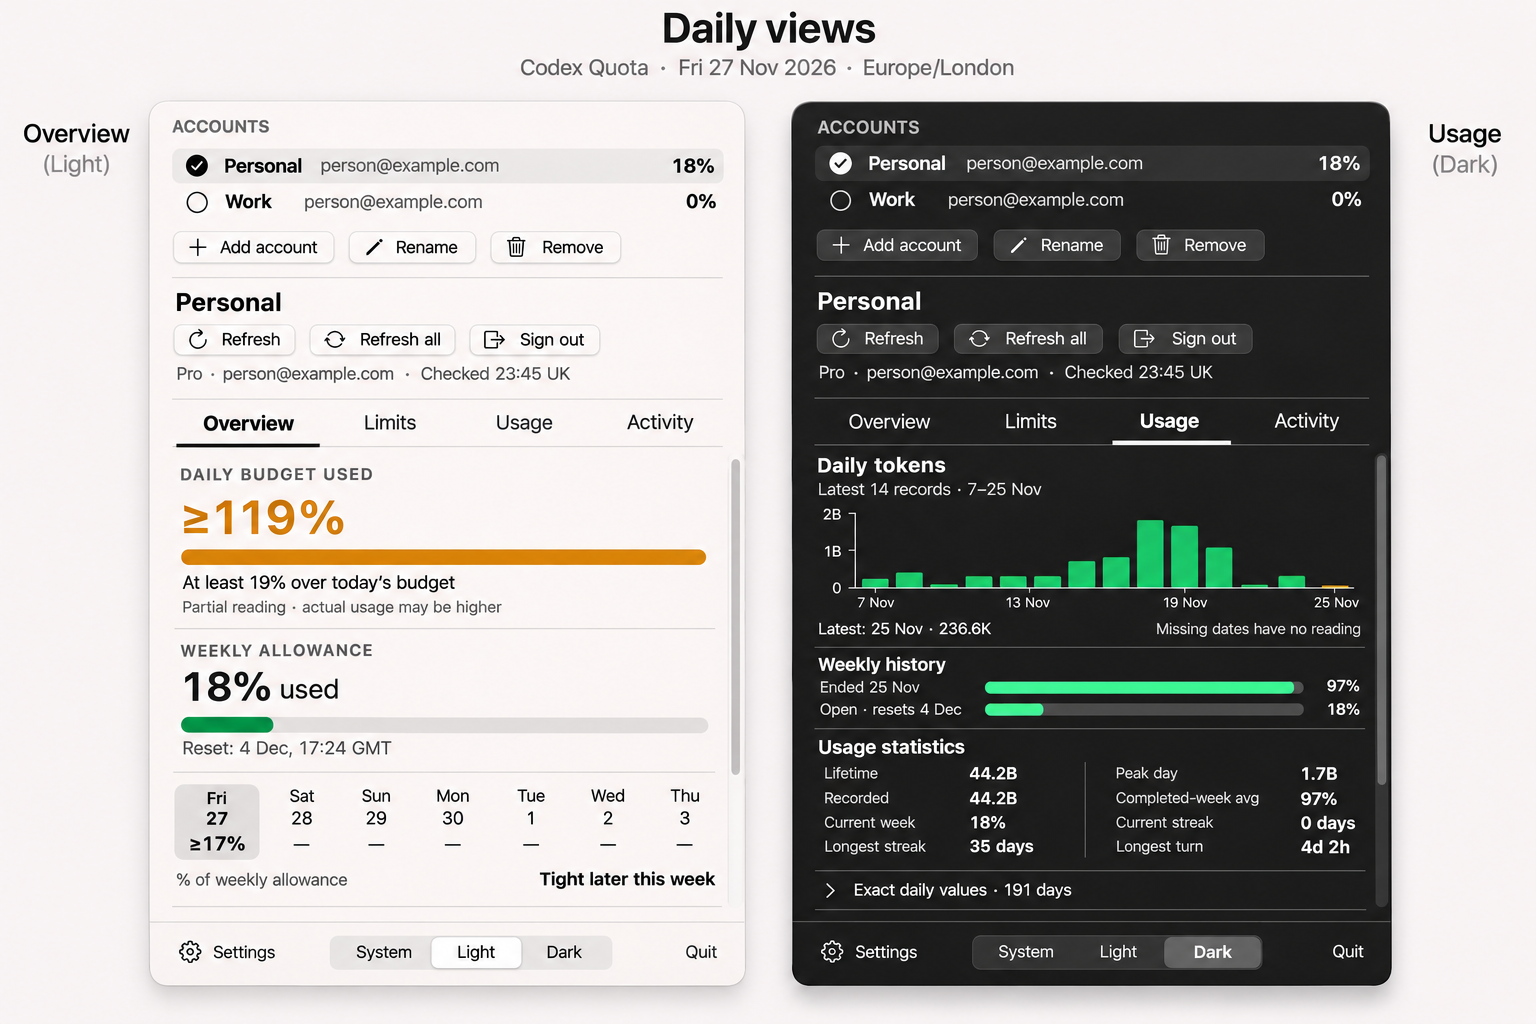 Daily views
Codex Quota · Fri 27 Nov 2026 · Europe/London
Overview
(Light)
ACCOUNTS
Personal person@example.com 18%
Work person@example.com 0%
Add account Rename Remove
Personal
Refresh Refresh all Sign out
Pro · person@example.com · Checked 23:45 UK
Overview Limits Usage Activity
DAILY BUDGET USED
≥119%
At least 19% over today’s budget
Partial reading · actual usage may be higher
WEEKLY ALLOWANCE
18% used
Reset: 4 Dec, 17:24 GMT
Fri Sat Sun Mon Tue Wed Thu
27 28 29 30 1 2 3
≥17% — — — — — —
% of weekly allowance Tight later this week
Settings System Light Dark Quit
Usage
(Dark)
ACCOUNTS
Personal person@example.com 18%
Work person@example.com 0%
Add account Rename Remove
Personal
Refresh Refresh all Sign out
Pro · person@example.com · Checked 23:45 UK
Overview Limits Usage Activity
Daily tokens
Latest 14 records · 7–25 Nov
2B
1B
0
7 Nov 13 Nov 19 Nov 25 Nov
Latest: 25 Nov · 236.6K Missing dates have no reading
Weekly history
Ended 25 Nov 97%
Open · resets 4 Dec 18%
Usage statistics
Lifetime 44.2B Peak day 1.7B
Recorded 44.2B Completed-week avg 97%
Current week 18% Current streak 0 days
Longest streak 35 days Longest turn 4d 2h
Exact daily values · 191 days
Settings System Light Dark Quit